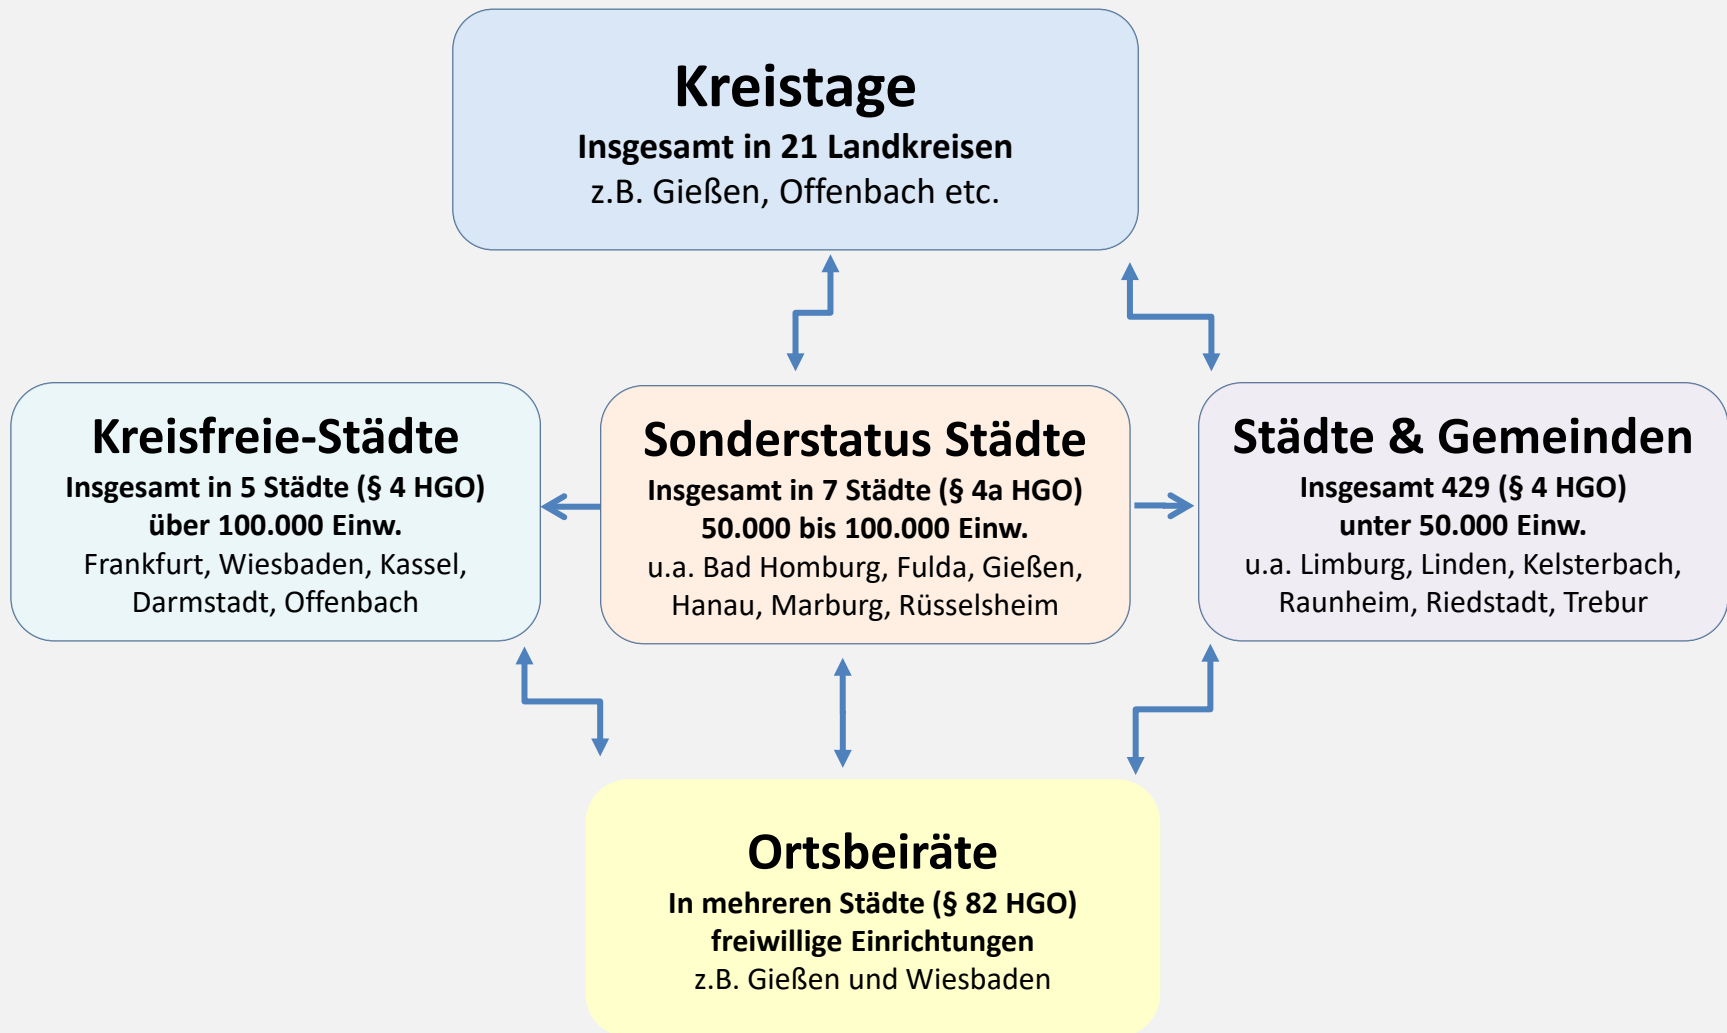 Kreistage
Insgesamt in 21 Landkreisen
z.B. Gießen, Offenbach etc.
Kreisfreie-Städte
Insgesamt in 5 Städte (§ 4 HGO)
über 100.000 Einw.
Frankfurt, Wiesbaden, Kassel,
Darmstadt, Offenbach
Sonderstatus Städte
Insgesamt in 7 Städte (§ 4a HGO)
50.000 bis 100.000 Einw.
u.a. Bad Homburg, Fulda, Gießen,
Hanau, Marburg, Rüsselsheim
Städte & Gemeinden
Insgesamt 429 (§ 4 HGO)
unter 50.000 Einw.
u.a. Limburg, Linden, Kelsterbach,
Raunheim, Riedstadt, Trebur
Ortsbeiräte
In mehreren Städte (§ 82 HGO)
freiwillige Einrichtungen
z.B. Gießen und Wiesbaden